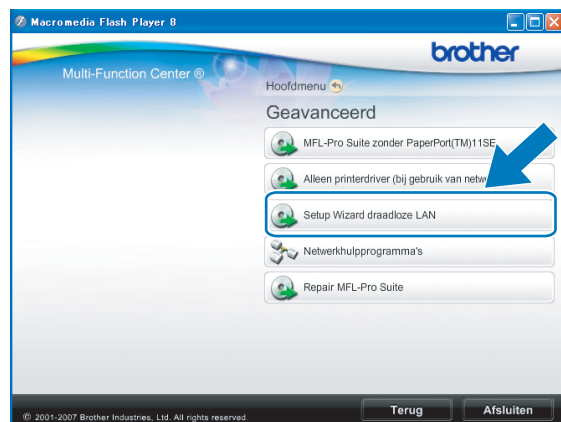 Macromedia Flash Player 8
brother
Multi-Function Center ®
Hoofdmenu
Geavanceerd
MFL-Pro Suite zonder PaperPort(TM)11SE
Alleen printerdriver (bij gebruik van
Setup Wizard draadloze LAN
Netwerkhulpprogramma's
Repair MFL-Pro Suite
© 2001-2007 Brother Industries, Ltd. All rights reserved.
Terug
Afsluiten